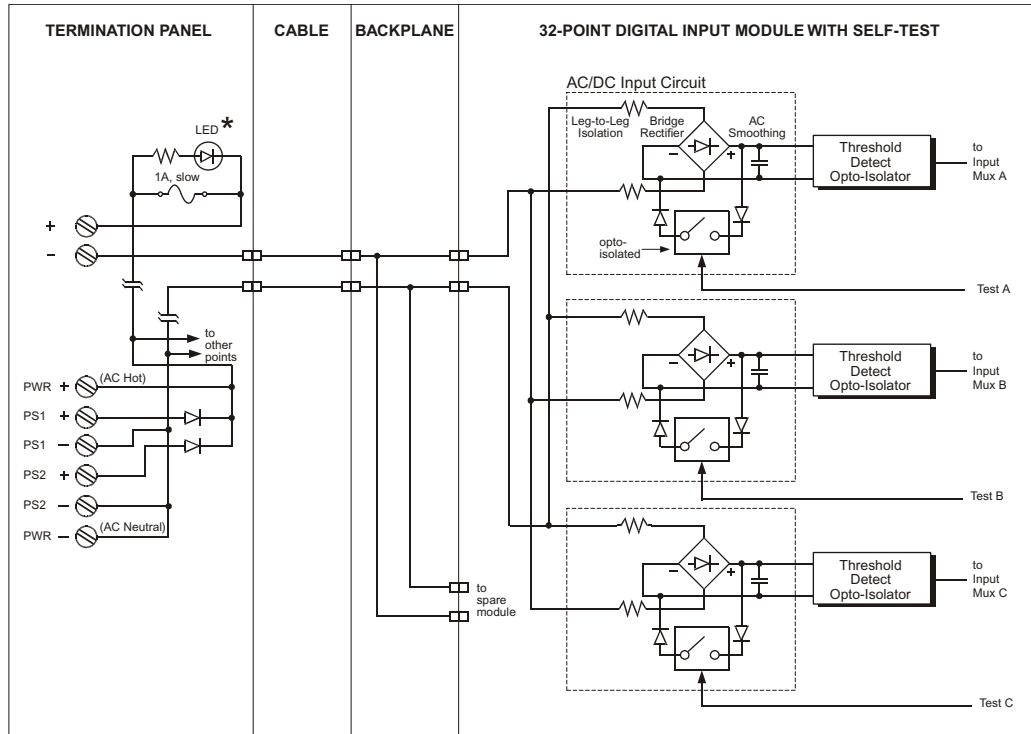 TERMINATION PANEL
CABLE
BACKPLANE
32-POINT DIGITAL INPUT MODULE WITH SELF-TEST
AC/DC Input Circuit
LED *
1A, slow
+
−
Leg-to-Leg
Isolation
Bridge
Rectifier
AC
Smoothing
−
+
Threshold
Detect
Opto-Isolator
to
Input
Mux A
opto-
isolated
Test A
to
other
points
PWR + (AC Hot)
PS1 +
PS1 −
PS2 +
PS2 −
PWR − (AC Neutral)
−
+
Threshold
Detect
Opto-Isolator
to
Input
Mux B
Test B
to
spare
module
−
+
Threshold
Detect
Opto-Isolator
to
Input
Mux C
Test C